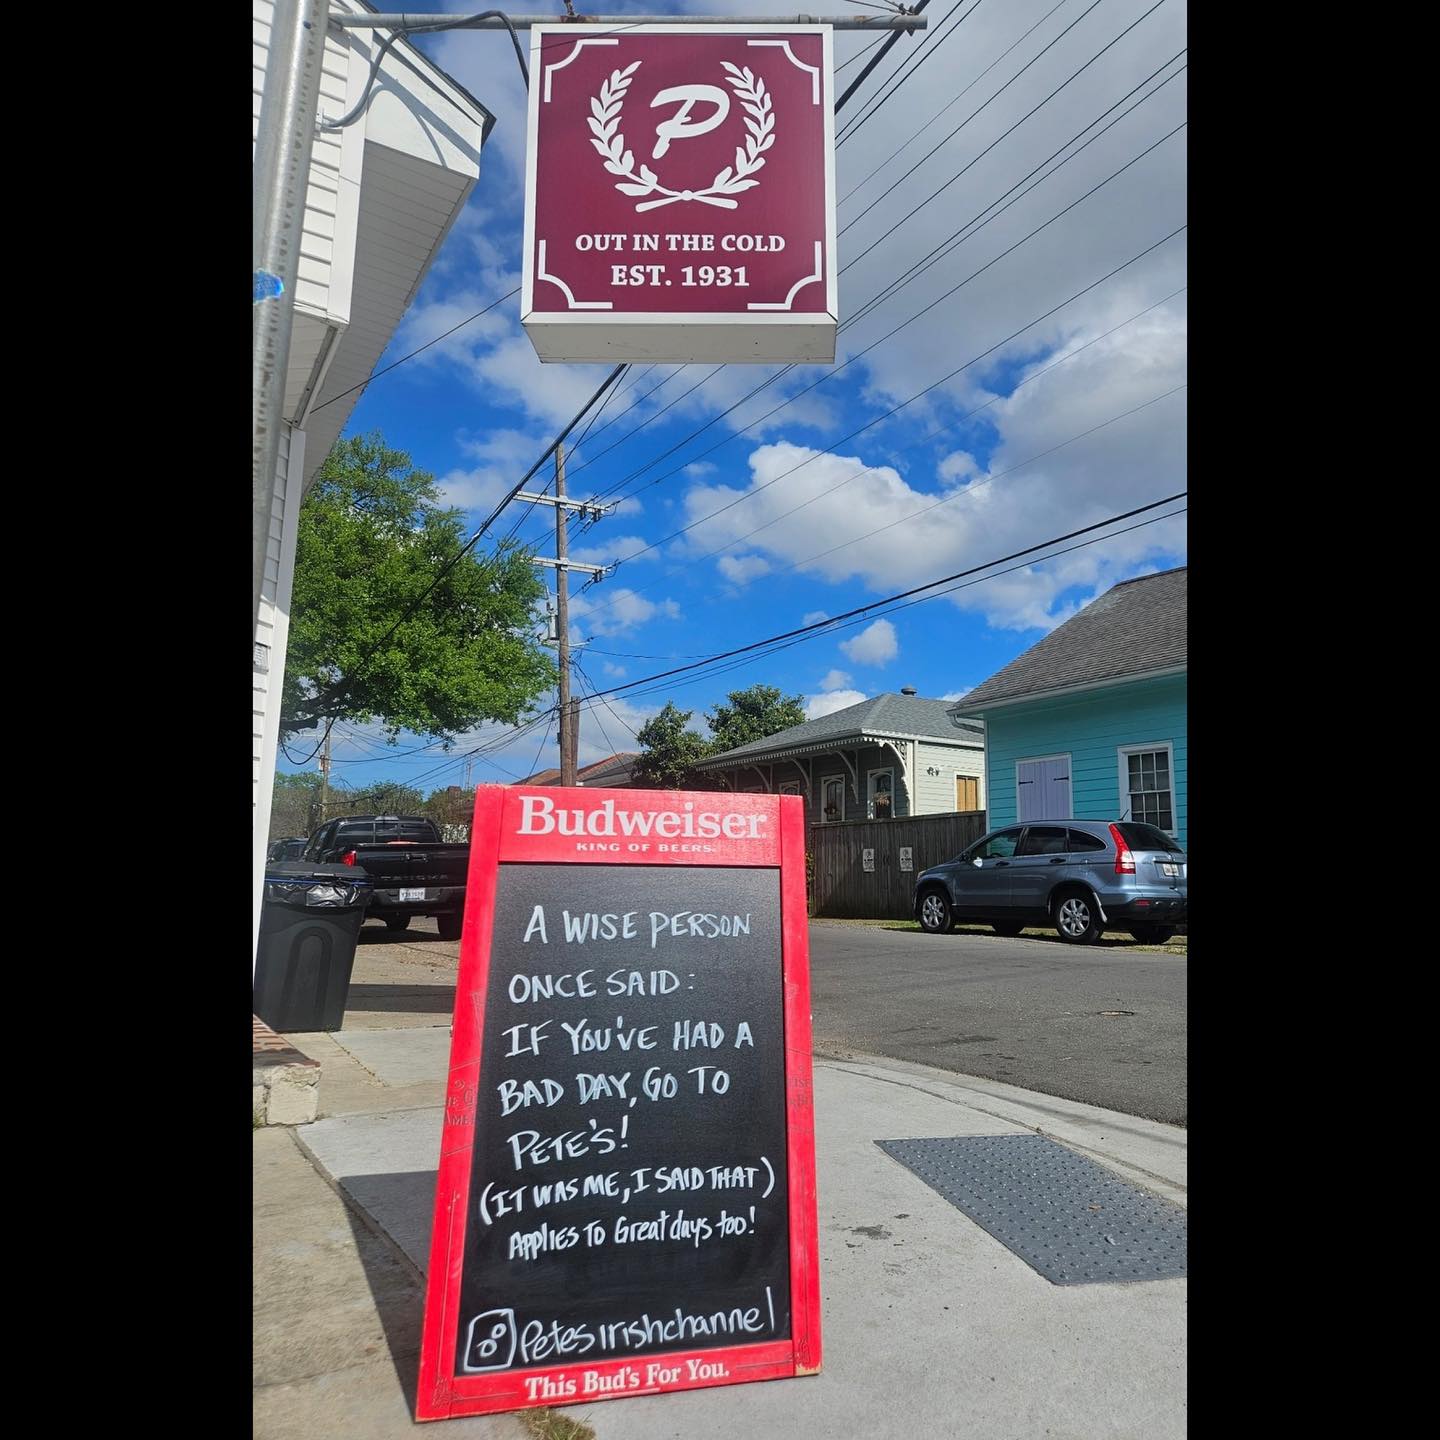 P
OUT IN THE COLD
EST. 1931
Budweiser
KING OF BEERS.
A WISE PERSON
ONCE SAID:
IF YOU'VE HAD A
BAD DAY, GO TO
PETE'S!
(IT WAS ME, I SAID THAT)
APPLIES TO Great days too!
Petesirishchannel
This Bud's For You.